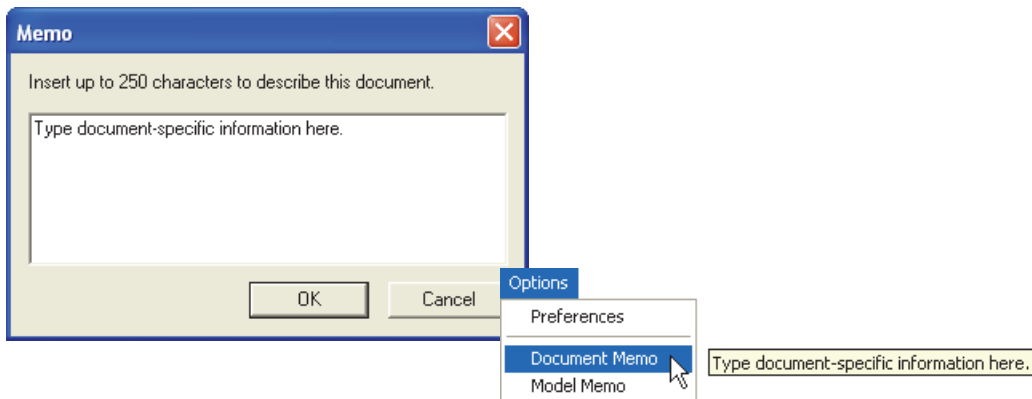 Memo
Insert up to 250 characters to describe this document.
Type document-specific information here.
OK
Cancel
Options
Preferences
Document Memo
Type document-specific information here.
Model Memo